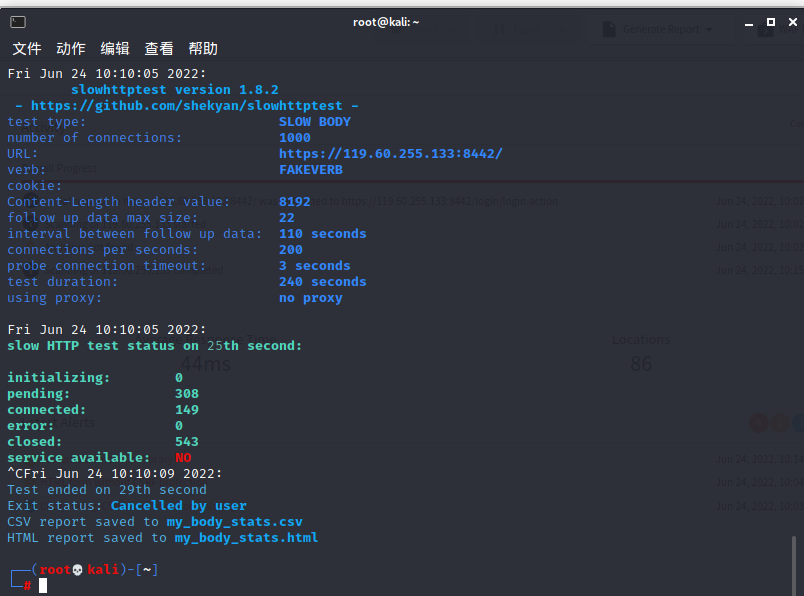 root@kali: ~
Generate Report
文件 动作 编辑 查看 帮助
Fri Jun 24 10:10:05 2022:
slowhttptest version 1.8.2
- https://github.com/shekyan/slowhttptest -
test type: SLOW BODY
number of connections: 1000
URL: https://119.60.255.133:8442/
verb: FAKEVERB
cookie:
Content-Length header value: 8192
follow up data max size: 22
interval between follow up data: 110 seconds
connections per seconds: 200
probe connection timeout: 3 seconds
test duration: 240 seconds
using proxy: no proxy
Fri Jun 24 10:10:05 2022:
slow HTTP test status on 25th second:
Locations
44ms
86
initializing: 0
pending: 308
connected: 149
error: 0
Alerts
closed: 543
service available: NO
^CFri Jun 24 10:10:09 2022:
Test ended on 29th second
Exit status: Cancelled by user
CSV report saved to my_body_stats.csv
HTML report saved to my_body_stats.html
┌──(root💀kali)-[~]
└─#